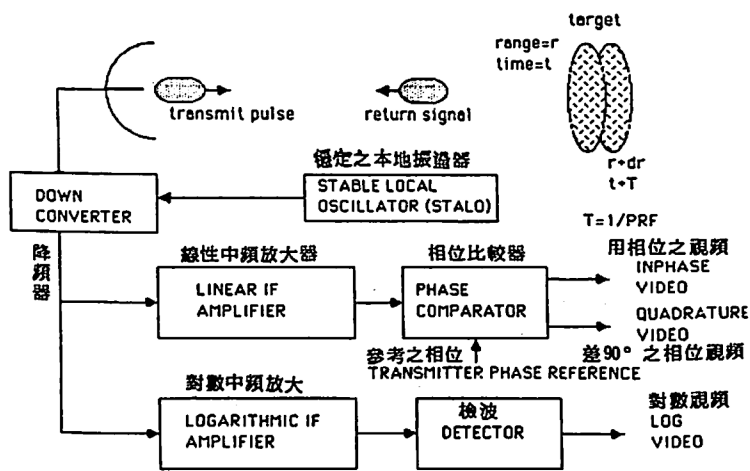 target
range=r
time=t
transmit pulse
return signal
r+dr
t+T
穩定之本地振盪器
STABLE LOCAL
OSCILLATOR (STALO)
DOWN
CONVERTER
降頻器
T=1/PRF
線性中頻放大器
LINEAR IF
AMPLIFIER
相位比較器
PHASE
COMPARATOR
用相位之視頻
INPHASE
VIDEO
QUADRATURE
VIDEO
差90° 之相位視頻
參考之相位
TRANSMITTER PHASE REFERENCE
對數中頻放大
LOGARITHMIC IF
AMPLIFIER
檢波
DETECTOR
對數視頻
LOG
VIDEO